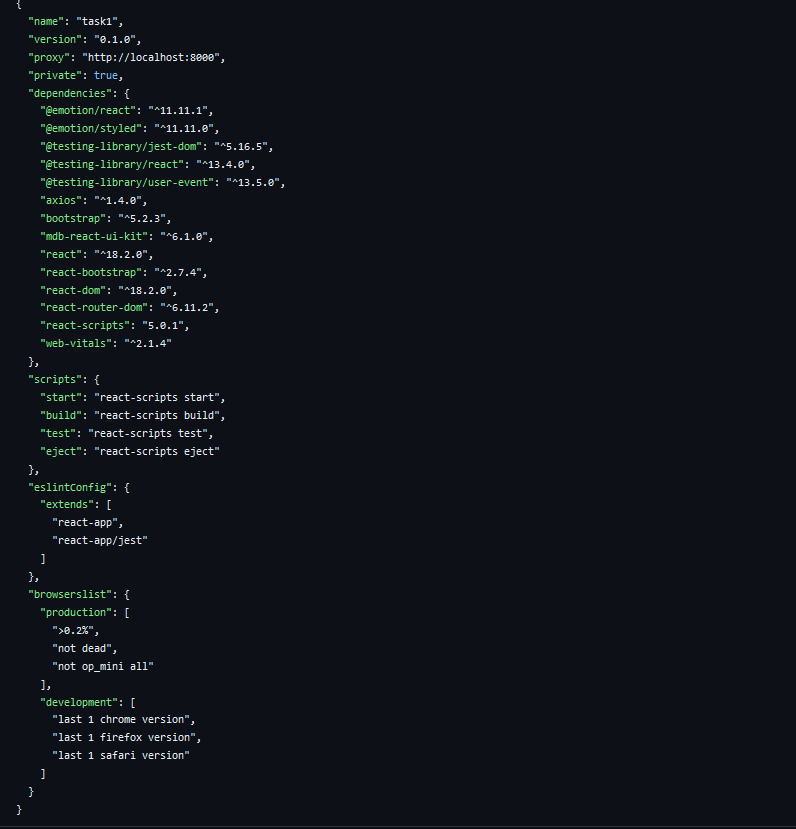 {
"name": "task1",
"version": "0.1.0",
"proxy": "http://localhost:8000",
"private": true,
"dependencies": {
"@emotion/react": "^11.11.1",
"@emotion/styled": "^11.11.0",
"@testing-library/jest-dom": "^5.16.5",
"@testing-library/react": "^13.4.0",
"@testing-library/user-event": "^13.5.0",
"axios": "^1.4.0",
"bootstrap": "^5.2.3",
"mdb-react-ui-kit": "^6.1.0",
"react": "^18.2.0",
"react-bootstrap": "^2.7.4",
"react-dom": "^18.2.0",
"react-router-dom": "^6.11.2",
"react-scripts": "5.0.1",
"web-vitals": "^2.1.4"
},
"scripts": {
"start": "react-scripts start",
"build": "react-scripts build",
"test": "react-scripts test",
"eject": "react-scripts eject"
},
"eslintConfig": {
"extends": [
"react-app",
"react-app/jest"
]
},
"browserslist": {
"production": [
">0.2%",
"not dead",
"not op_mini all"
],
"development": [
"last 1 chrome version",
"last 1 firefox version",
"last 1 safari version"
]
}
}